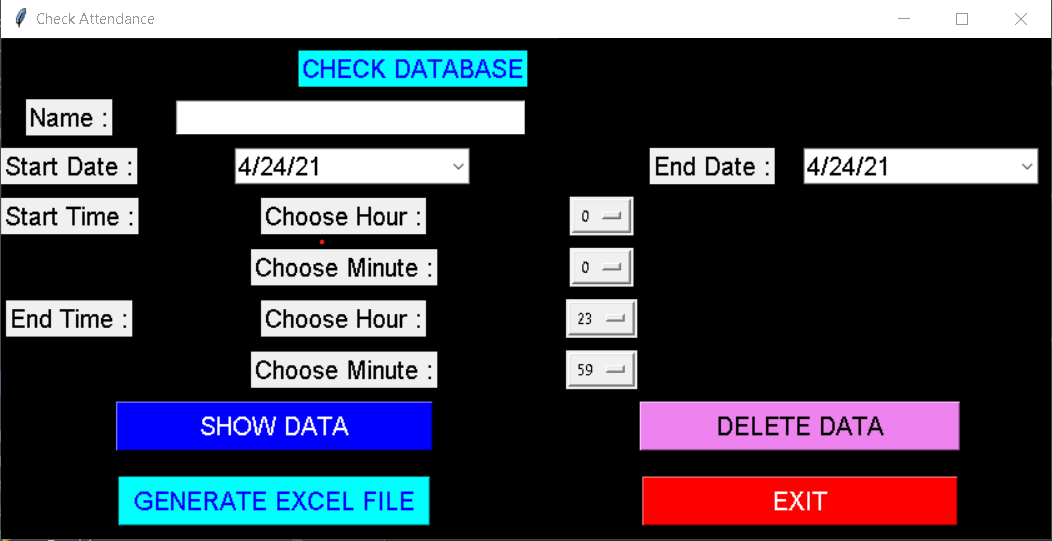 Check Attendance
CHECK DATABASE
Name :
Start Date : 4/24/21 End Date : 4/24/21
Start Time : Choose Hour : 0
Choose Minute : 0
End Time : Choose Hour : 23
Choose Minute : 59
SHOW DATA DELETE DATA
GENERATE EXCEL FILE EXIT